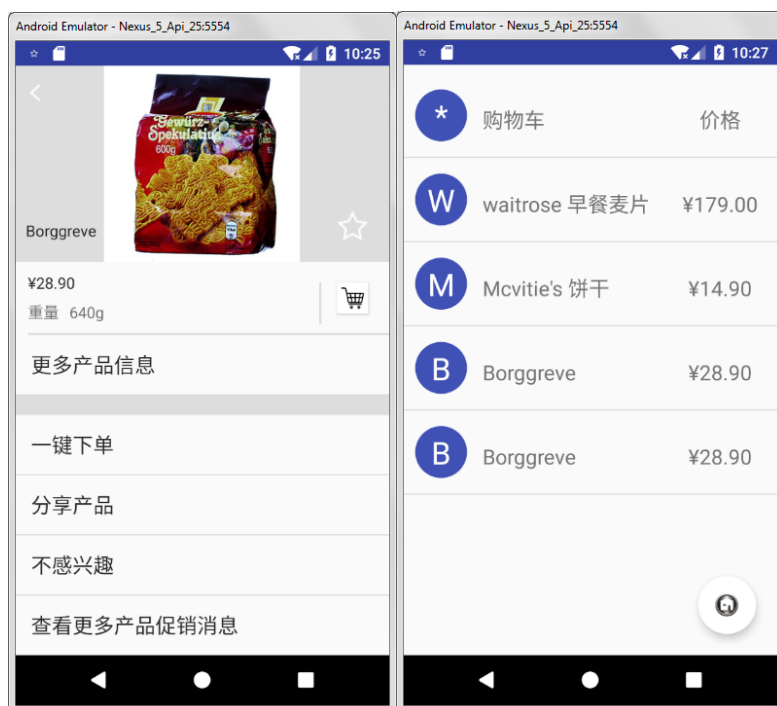 Android Emulator - Nexus_5_Api_25:5554
10:25
Gewürz-
Spekulatius
600g
Borggreve
¥28.90
重量 640g
更多产品信息
一键下单
分享产品
不感兴趣
查看更多产品促销消息
Android Emulator - Nexus_5_Api_25:5554
10:27
* 购物车 价格
W waitrose 早餐麦片 ¥179.00
M Mcvitie's 饼干 ¥14.90
B Borggreve ¥28.90
B Borggreve ¥28.90